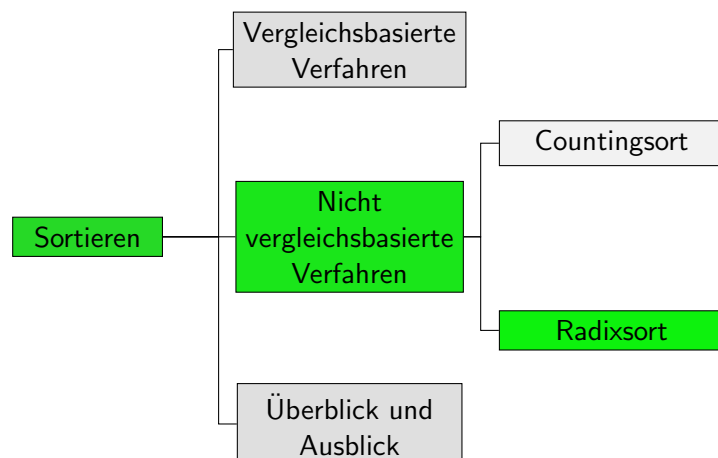 Vergleichsbasierte
Verfahren
Countingsort
Nicht
vergleichsbasierte
Verfahren
Sortieren
Radixsort
Überblick und
Ausblick